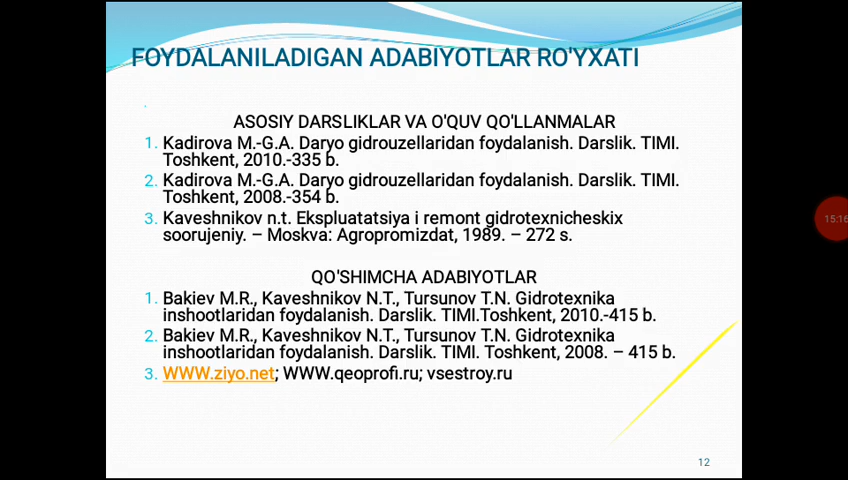 FOYDALANILADIGAN ADABIYOTLAR RO'YXATI
ASOSIY DARSLIKLAR VA O'QUV QO'LLANMALAR
1. Kadirova M.-G.A. Daryo gidrouzellaridan foydalanish. Darslik. TIMI.
Toshkent, 2010.-335 b.
2. Kadirova M.-G.A. Daryo gidrouzellaridan foydalanish. Darslik. TIMI.
Toshkent, 2008.-354 b.
3. Kaveshnikov n.t. Ekspluatatsiya i remont gidrotexnicheskix
soorujeniy. – Moskva: Agropromizdat, 1989. – 272 s.
QO'SHIMCHA ADABIYOTLAR
1. Bakiev M.R., Kaveshnikov N.T., Tursunov T.N. Gidrotexnika
inshootlaridan foydalanish. Darslik. TIMI.Toshkent, 2010.-415 b.
2. Bakiev M.R., Kaveshnikov N.T., Tursunov T.N. Gidrotexnika
inshootlaridan foydalanish. Darslik. TIMI. Toshkent, 2008. – 415 b.
3. WWW.ziyo.net; WWW.qeoprofi.ru; vsestroy.ru
15:16
12